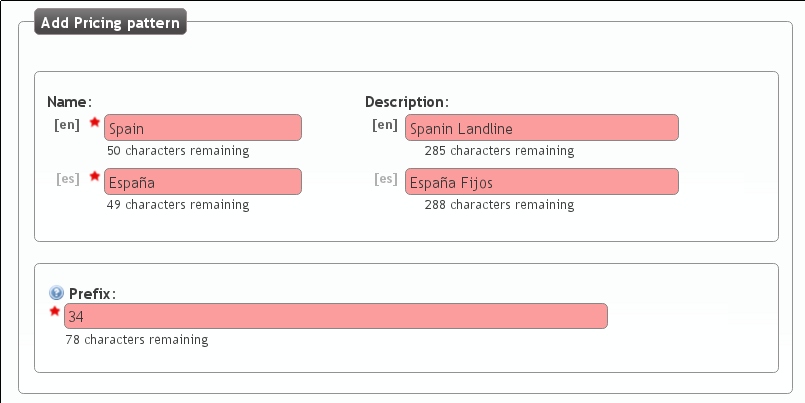 Add Pricing pattern
Name: Description:
[en] Spain [en] Spanin Landline
50 characters remaining 285 characters remaining
[es] España [es] España Fijos
49 characters remaining 288 characters remaining
Prefix:
34
78 characters remaining